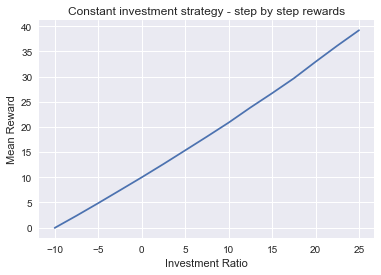 Constant investment strategy - step by step rewards
40
35
30
25
20
15
10
5
0
Mean Reward
−10 −5 0 5 10 15 20 25
Investment Ratio